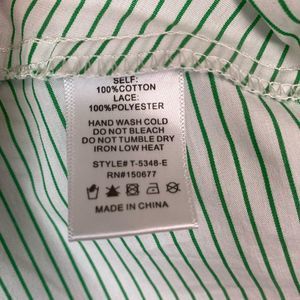 SELF:
100%COTTON
LACE:
100%POLYESTER
HAND WASH COLD
DO NOT BLEACH
DO NOT TUMBLE DRY
IRON LOW HEAT
STYLE# T-5348-E
RN#150677
MADE IN CHINA